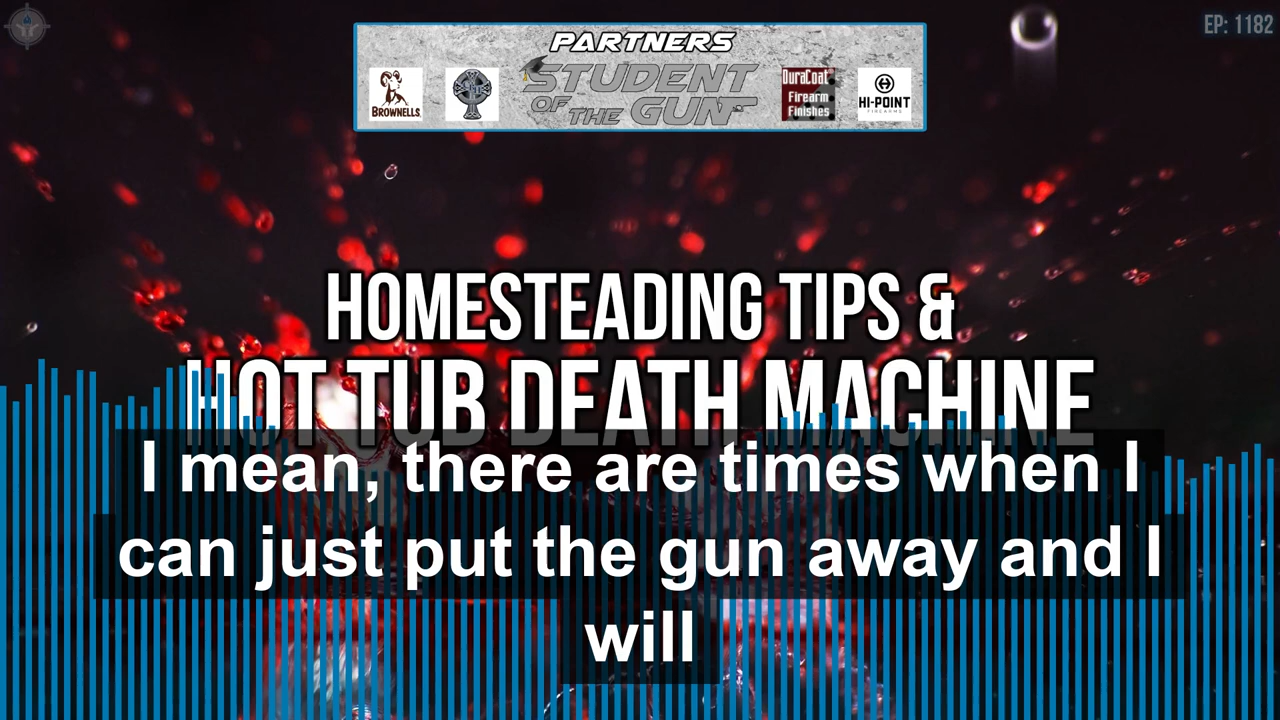 EP: 1182
PARTNERS
STUDENT
OF THE GUN
BROWNELLS
DuraCoat
Firearm
Finishes
HI-POINT
FIREARMS
HOMESTEADING TIPS &
HOT TUB DEATH MACHINE
I mean, there are times when I
can just put the gun away and I
will